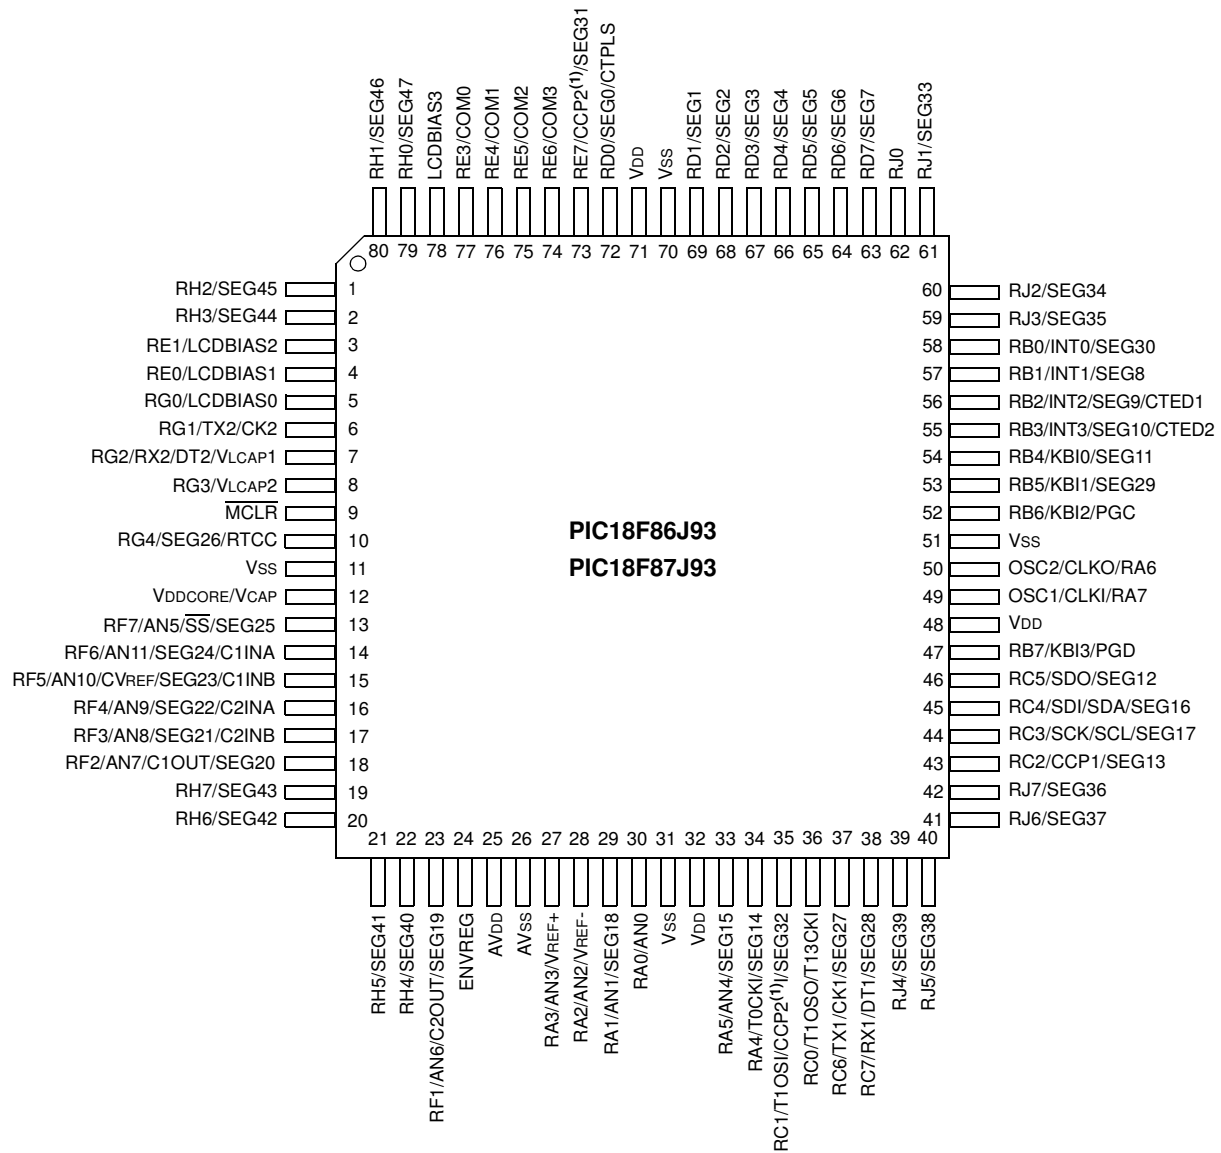 RH1/SEG46
RH0/SEG47
LCDBIAS3
RE3/COM0
RE4/COM1
RE5/COM2
RE6/COM3
RE7/CCP2(1)/SEG31
RD0/SEG0/CTPLS
VDD
VSS
RD1/SEG1
RD2/SEG2
RD3/SEG3
RD4/SEG4
RD5/SEG5
RD6/SEG6
RD7/SEG7
RJ0
RJ1/SEG33
80 79 78 77 76 75 74 73 72 71 70 69 68 67 66 65 64 63 62 61
RH2/SEG45 1
RH3/SEG44 2
RE1/LCDBIAS2 3
RE0/LCDBIAS1 4
RG0/LCDBIAS0 5
RG1/TX2/CK2 6
RG2/RX2/DT2/VLCAP1 7
RG3/VLCAP2 8
MCLR 9
RG4/SEG26/RTCC 10
VSS 11
VDDCORE/VCAP 12
RF7/AN5/SS/SEG25 13
RF6/AN11/SEG24/C1INA 14
RF5/AN10/CVREF/SEG23/C1INB 15
RF4/AN9/SEG22/C2INA 16
RF3/AN8/SEG21/C2INB 17
RF2/AN7/C1OUT/SEG20 18
RH7/SEG43 19
RH6/SEG42 20
PIC18F86J93
PIC18F87J93
60 RJ2/SEG34
59 RJ3/SEG35
58 RB0/INT0/SEG30
57 RB1/INT1/SEG8
56 RB2/INT2/SEG9/CTED1
55 RB3/INT3/SEG10/CTED2
54 RB4/KBI0/SEG11
53 RB5/KBI1/SEG29
52 RB6/KBI2/PGC
51 VSS
50 OSC2/CLKO/RA6
49 OSC1/CLKI/RA7
48 VDD
47 RB7/KBI3/PGD
46 RC5/SDO/SEG12
45 RC4/SDI/SDA/SEG16
44 RC3/SCK/SCL/SEG17
43 RC2/CCP1/SEG13
42 RJ7/SEG36
41 RJ6/SEG37
21 22 23 24 25 26 27 28 29 30 31 32 33 34 35 36 37 38 39 40
RH5/SEG41
RH4/SEG40
RF1/AN6/C2OUT/SEG19
ENVREG
AVDD
AVSS
RA3/AN3/VREF+
RA2/AN2/VREF-
RA1/AN1/SEG18
RA0/AN0
VSS
VDD
RA5/AN4/SEG15
RA4/T0CKI/SEG14
RC1/T1OSI/CCP2(1)I/SEG32
RC0/T1OSO/T13CKI
RC6/TX1/CK1/SEG27
RC7/RX1/DT1/SEG28
RJ4/SEG39
RJ5/SEG38